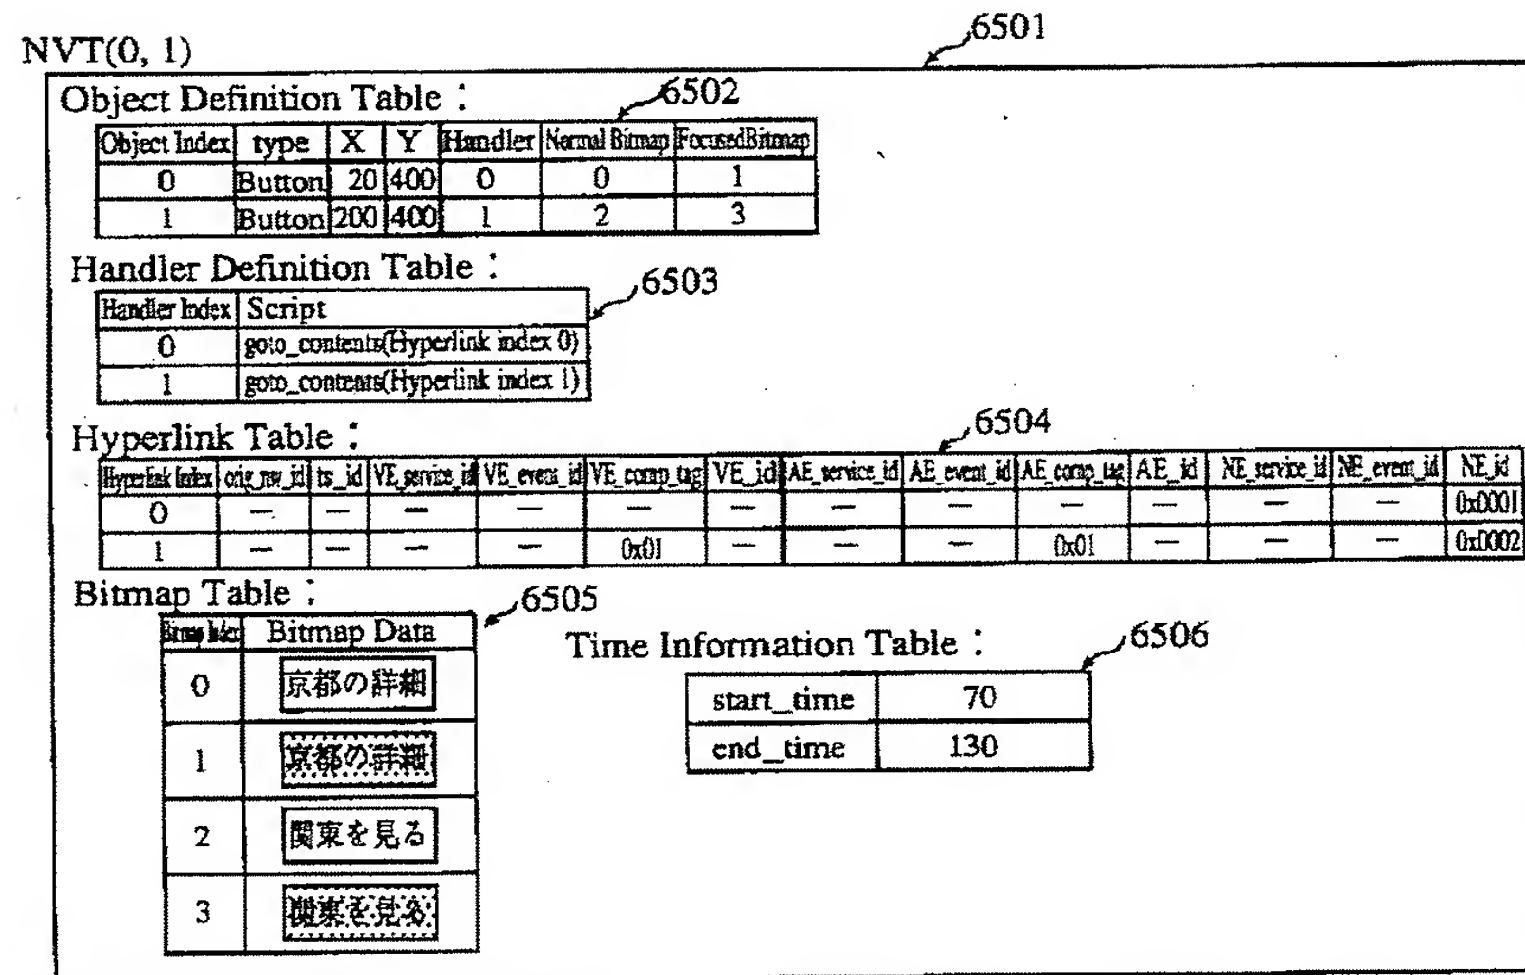 6501
NVT(0, 1)
Object Definition Table :
6502
Object Index type X Y Handler Normal Bitmap FocusedBitmap
0 Button 20 400 0 0 1
1 Button 200 400 1 2 3
Handler Definition Table :
6503
Handler Index Script
0 goto_contents(Hyperlink index 0)
1 goto_contents(Hyperlink index 1)
Hyperlink Table :
6504
Hyperlink Index orig_nw_id ts_id VE_service_id VE_event_id VE_comp_tag VE_id AE_service_id AE_event_id AE_comp_tag AE_id NE_service_id NE_event_id NE_id
0 — — — — — — — — — — — — 0x0001
1 — — — — 0x01 — — — 0x01 — — — 0x0002
Bitmap Table :
6505
Bitmap Index Bitmap Data
0 京都の詳細
1 京都の詳細
2 関東を見る
3 関東を見る
Time Information Table :
6506
start_time 70
end_time 130